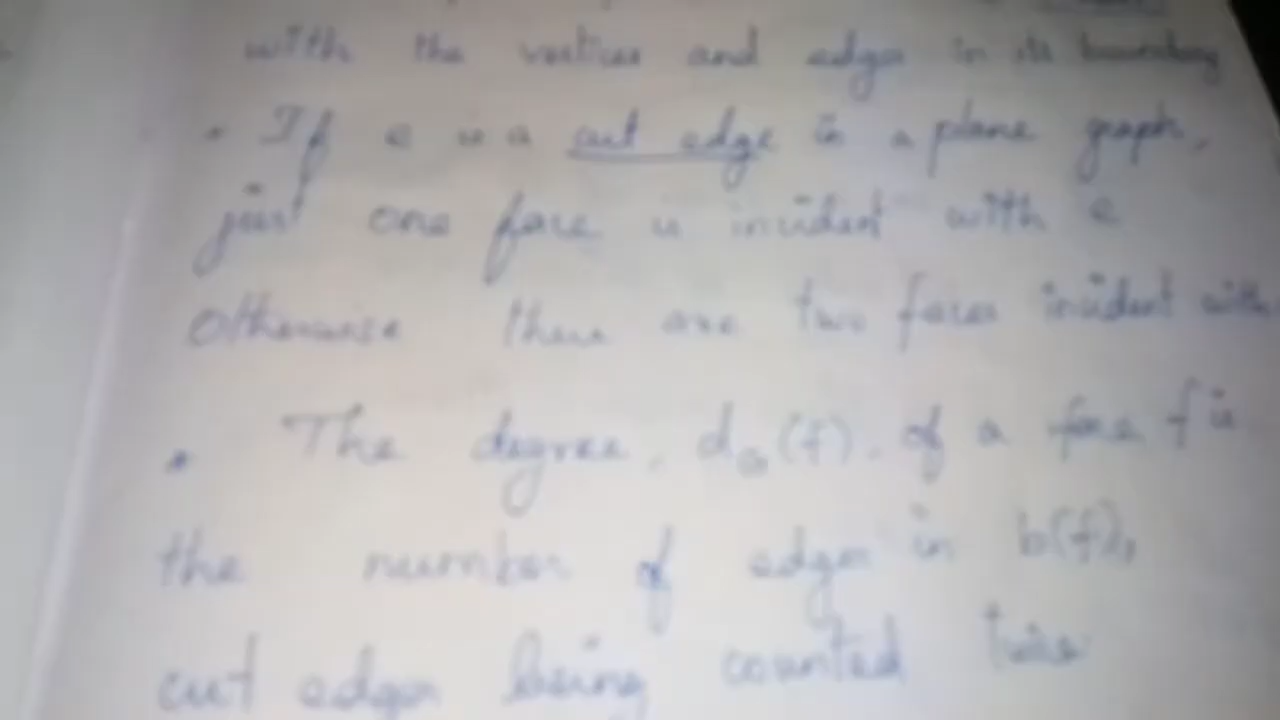 with the vertices and edges in its boundary
• If e is a cut edge in a plane graph,
just one face is incident with e
Otherwise there are two faces incident with
• The degree, d_G(f), of a face f is
the number of edges in b(f),
cut edges being counted twice